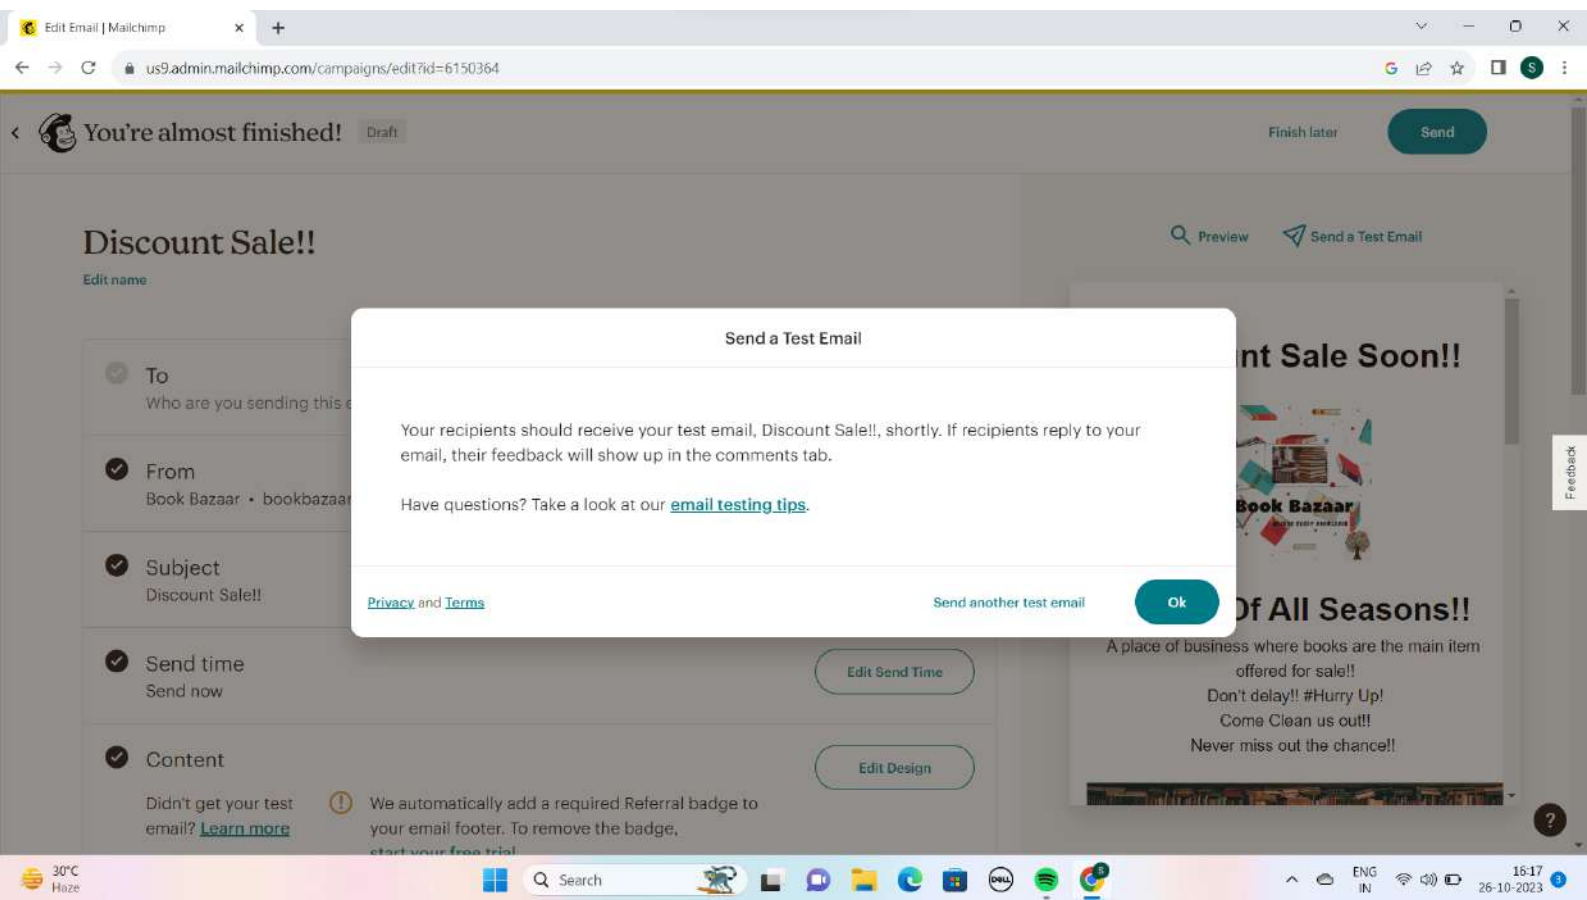 Edit Email | Mailchimp
us9.admin.mailchimp.com/campaigns/edit?id=6150364
G
S
You're almost finished!
Draft
Finish later
Send
Discount Sale!!
Edit name
Preview
Send a Test Email
To
Who are you sending this e
From
Book Bazaar • bookbazaar
Subject
Discount Sale!!
Send time
Send now
Edit Send Time
Content
Edit Design
Didn't get your test
email? Learn more
We automatically add a required Referral badge to
your email footer. To remove the badge,
start your free trial
Send a Test Email
Your recipients should receive your test email, Discount Sale!!, shortly. If recipients reply to your
email, their feedback will show up in the comments tab.
Have questions? Take a look at our email testing tips.
Privacy and Terms
Send another test email
Ok
nt Sale Soon!!
Book Bazaar
Of All Seasons!!
A place of business where books are the main item
offered for sale!!
Don't delay!! #Hurry Up!
Come Clean us out!!
Never miss out the chance!!
Feedback
?
30°C
Haze
Search
DELL
S
ENG
IN
16:17
26-10-2023
3